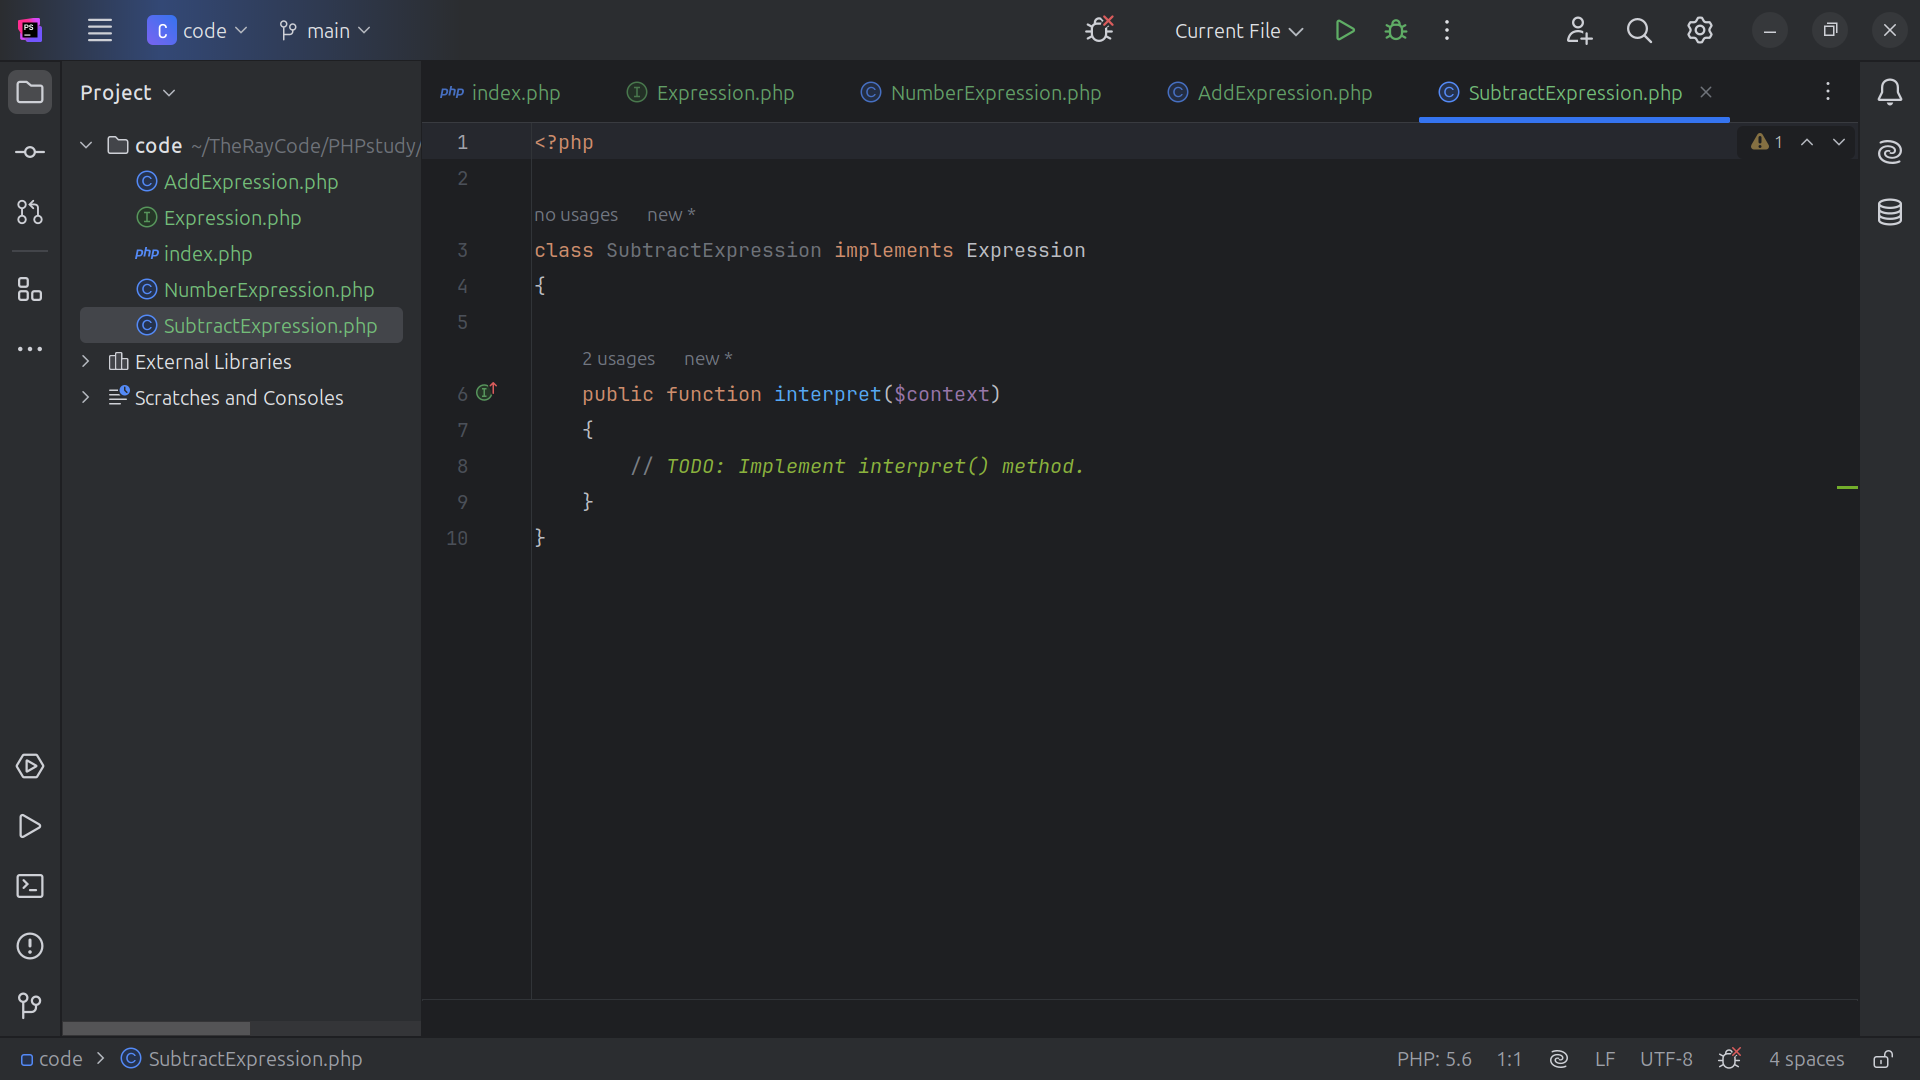 PS
C code main Current File
Project
code ~/TheRayCode/PHPstudy/
AddExpression.php
Expression.php
php index.php
NumberExpression.php
SubtractExpression.php
External Libraries
Scratches and Consoles
php index.php Expression.php NumberExpression.php AddExpression.php SubtractExpression.php
1 <?php
1
2
no usages new *
3 class SubtractExpression implements Expression
4 {
5
2 usages new *
6 public function interpret($context)
7 {
8 // TODO: Implement interpret() method.
9 }
10 }
code > SubtractExpression.php
PHP: 5.6 1:1 LF UTF-8 4 spaces